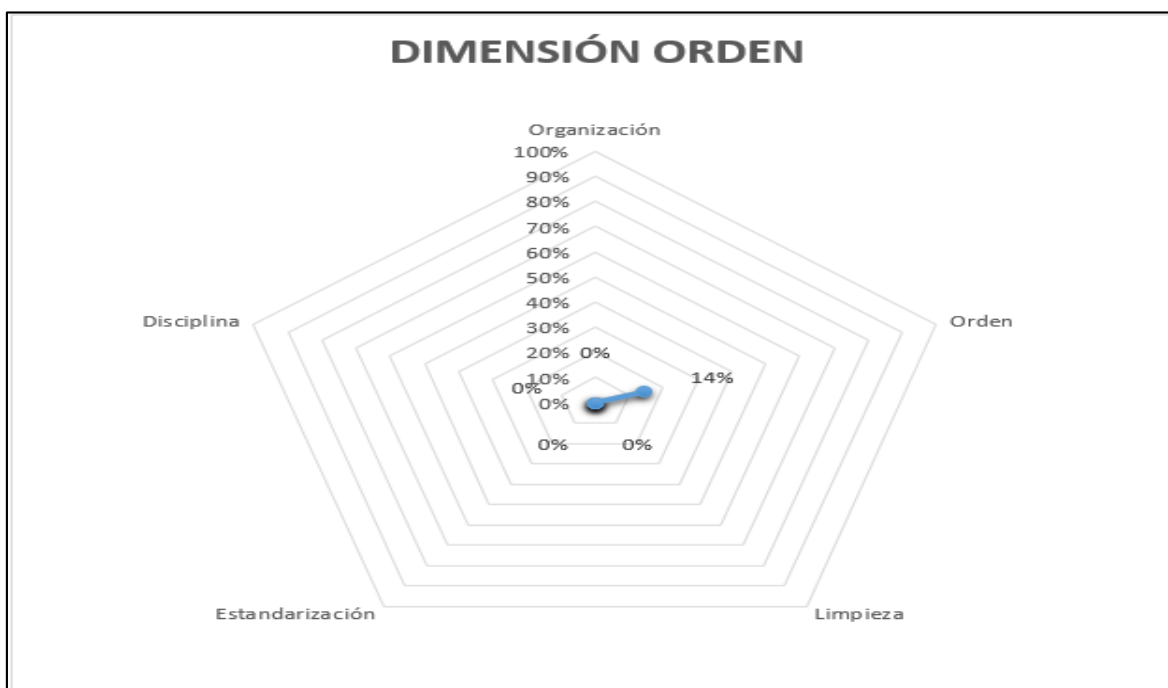 DIMENSIÓN ORDEN
Organización
100%
90%
80%
70%
60%
50%
40%
30%
20%
10%
0%
0%
14%
0%
0%
0%
Orden
Limpieza
Estandarización
Disciplina